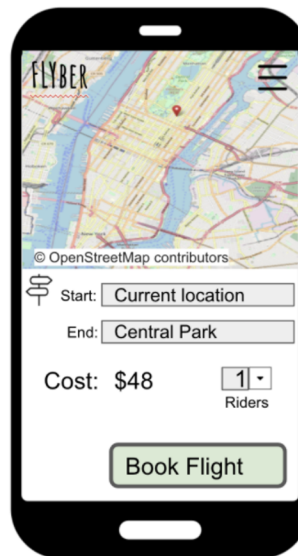 FLYBER
© OpenStreetMap contributors
Start: Current location
End: Central Park
Cost: $48 1
Riders
Book Flight